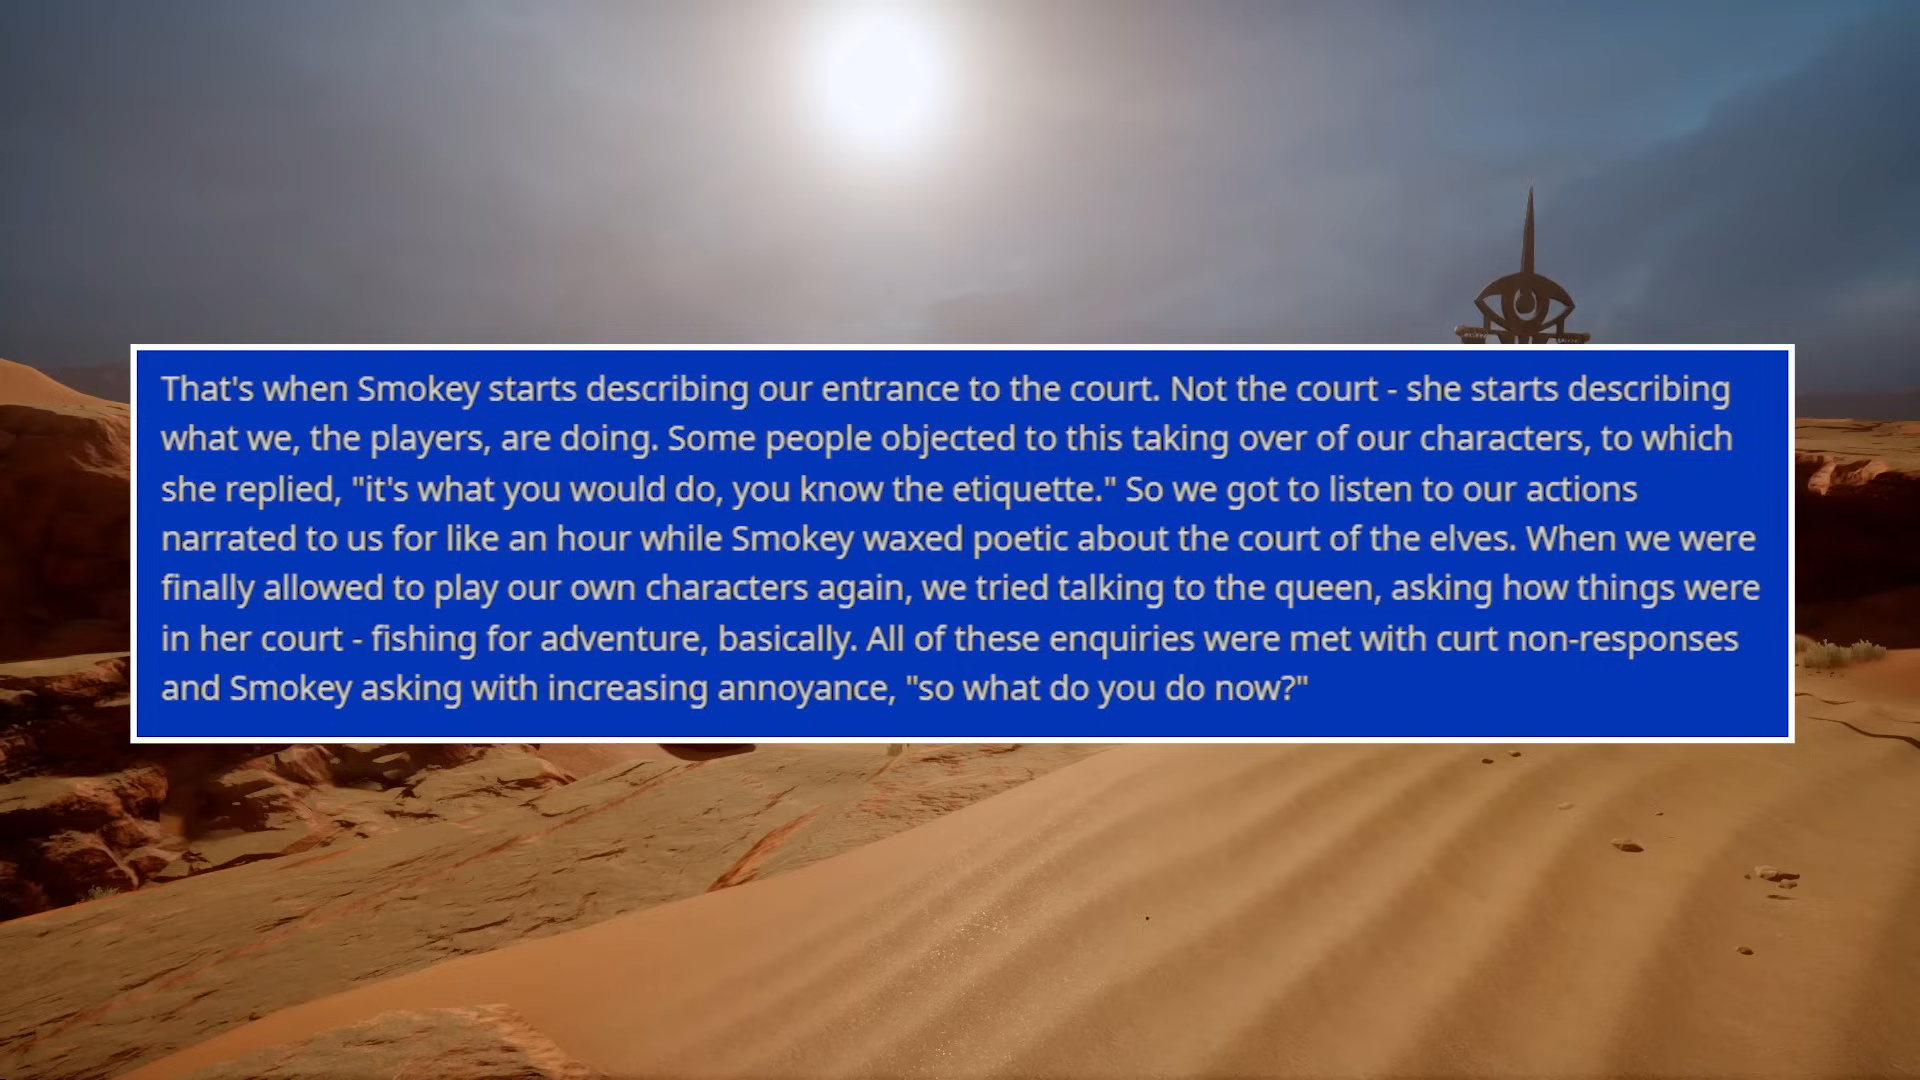 That's when Smokey starts describing our entrance to the court. Not the court - she starts describing
what we, the players, are doing. Some people objected to this taking over of our characters, to which
she replied, "it's what you would do, you know the etiquette." So we got to listen to our actions
narrated to us for like an hour while Smokey waxed poetic about the court of the elves. When we were
finally allowed to play our own characters again, we tried talking to the queen, asking how things were
in her court - fishing for adventure, basically. All of these enquiries were met with curt non-responses
and Smokey asking with increasing annoyance, "so what do you do now?"